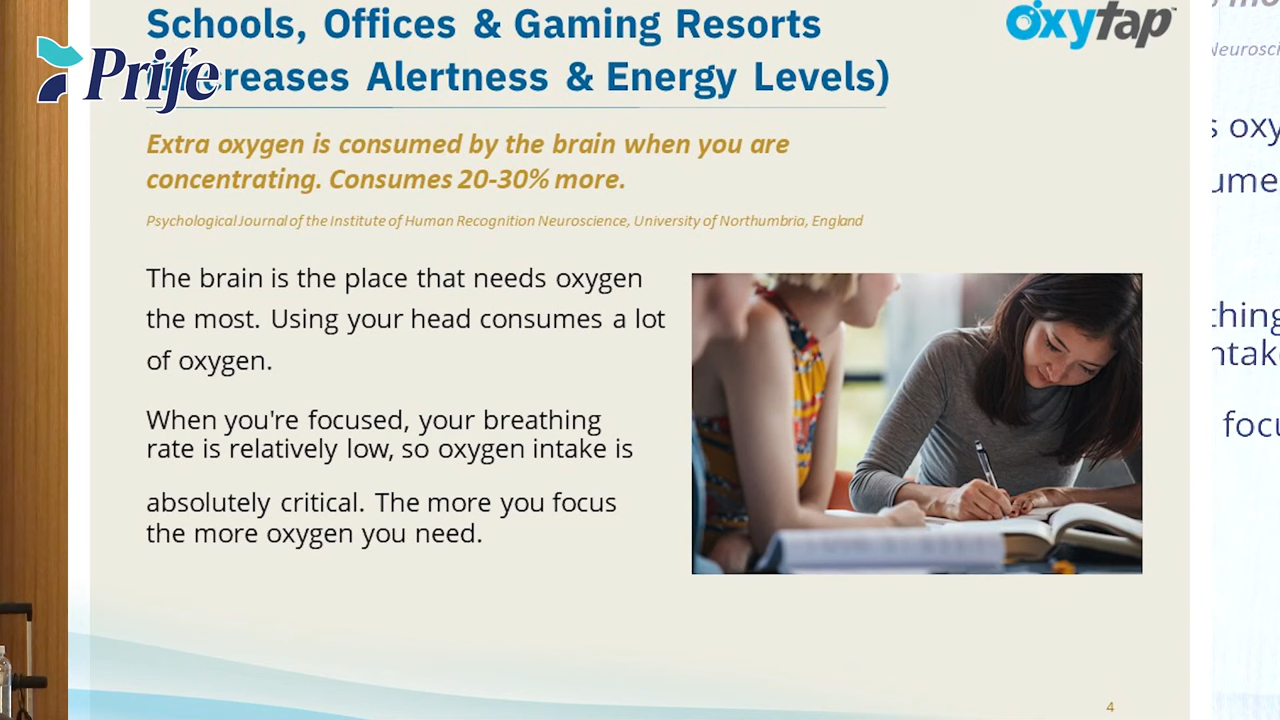 Schools, Offices & Gaming Resorts
Prife
Alertness & Energy Levels)
oxytap™
Extra oxygen is consumed by the brain when you are
concentrating. Consumes 20-30% more.
Psychological Journal of the Institute of Human Recognition Neuroscience, University of Northumbria, England
The brain is the place that needs oxygen
the most. Using your head consumes a lot
of oxygen.
When you're focused, your breathing
rate is relatively low, so oxygen intake is
absolutely critical. The more you focus
the more oxygen you need.
4